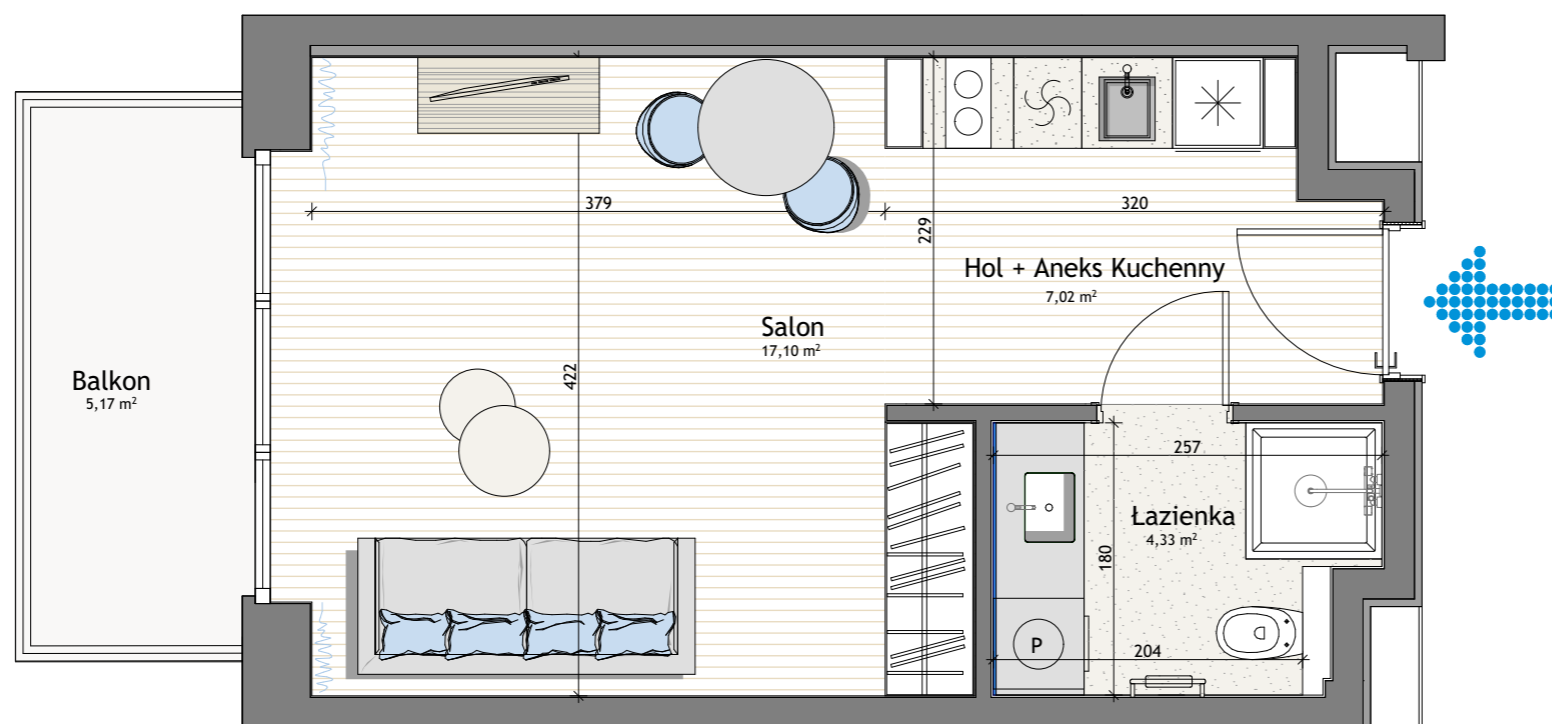 379
320
229
Hol + Aneks Kuchenny
7,02 m²
Salon
17,10 m²
Balkon
5,17 m²
422
257
Łazienka
4,33 m²
180
P
204